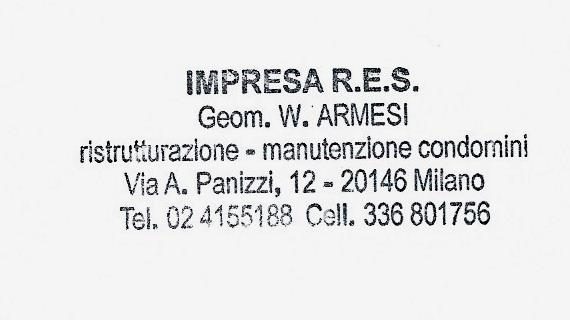 IMPRESA R.E.S.
Geom. W. ARMESI
ristrutturazione - manutenzione condomini
Via A. Panizzi, 12 - 20146 Milano
Tel. 02 4155188 Cell. 336 801756